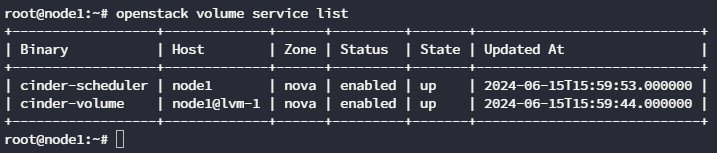 root@node1:~# openstack volume service list
+------------------+--------------+------+---------+-------+----------------------------+
| Binary           | Host         | Zone | Status  | State | Updated At                 |
+------------------+--------------+------+---------+-------+----------------------------+
| cinder-scheduler | node1        | nova | enabled | up    | 2024-06-15T15:59:53.000000 |
| cinder-volume    | node1@lvm-1  | nova | enabled | up    | 2024-06-15T15:59:44.000000 |
+------------------+--------------+------+---------+-------+----------------------------+
root@node1:~#